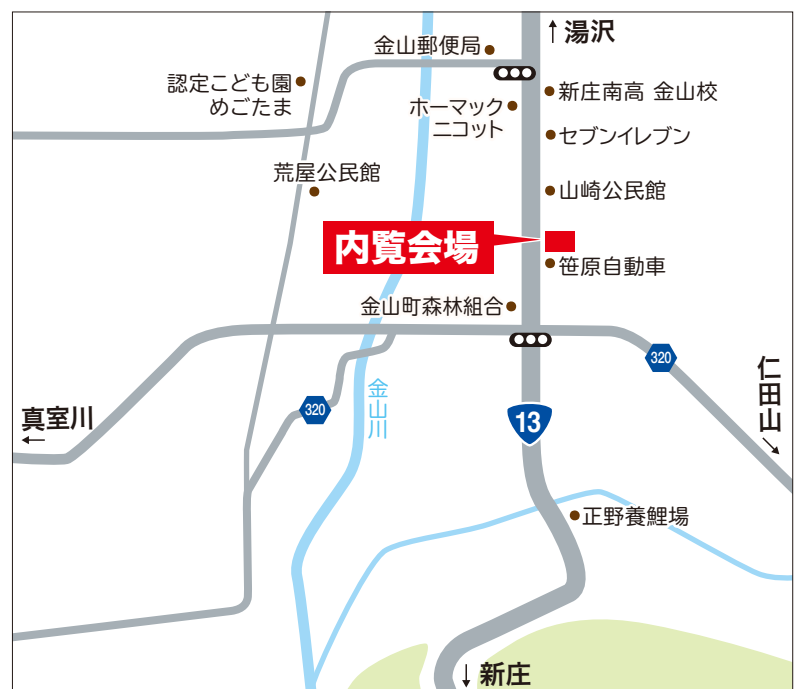 ↑湯沢
金山郵便局
認定こども園
めごたま
新庄南高 金山校
ホーマック
ニコット
セブンイレブン
荒屋公民館
山崎公民館
内覧会場
笹原自動車
金山町森林組合
320
仁田山
↘
320
真室川
←
金山川
13
正野養鯉場
↓新庄